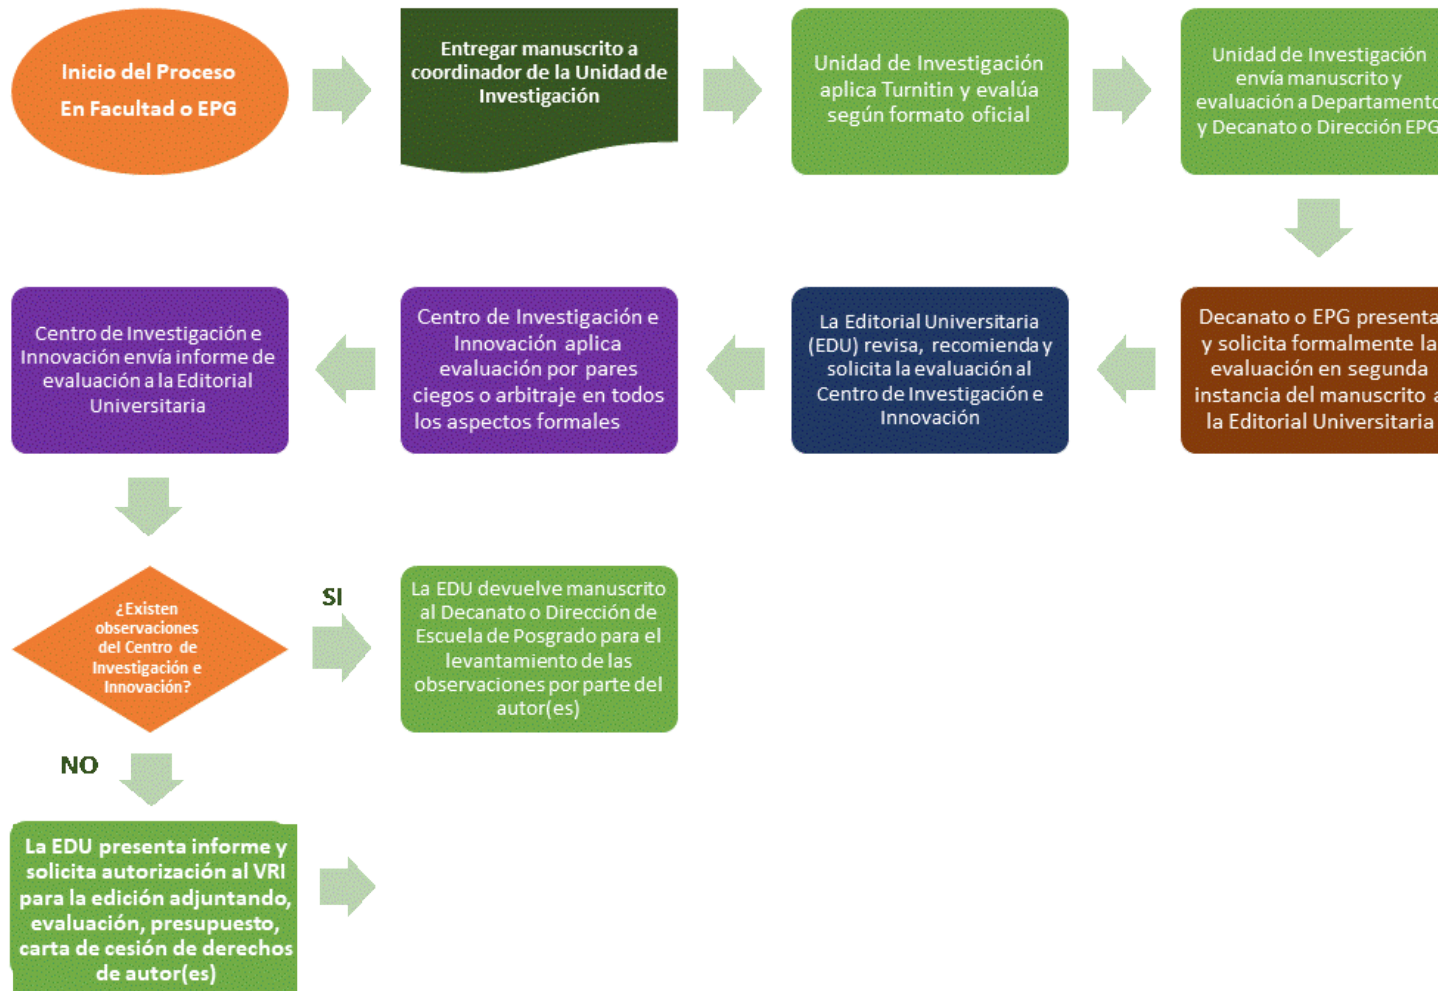 Inicio del Proceso
En Facultad o EPG
Entregar manuscrito a
coordinador de la Unidad de
Investigación
Unidad de Investigación
aplica Turnitin y evalúa
según formato oficial
Unidad de Investigación
envía manuscrito y
evaluación a Departamento
y Decanato o Dirección EPG
Decanato o EPG presenta
y solicita formalmente la
evaluación en segunda
instancia del manuscrito a
la Editorial Universitaria
La Editorial Universitaria
(EDU) revisa, recomienda y
solicita la evaluación al
Centro de Investigación e
Innovación
Centro de Investigación e
Innovación aplica
evaluación por pares
ciegos o arbitraje en todos
los aspectos formales
Centro de Investigación e
Innovación envía informe de
evaluación a la Editorial
Universitaria
¿Existen
observaciones
del Centro de
Investigación e
Innovación?
SI
La EDU devuelve manuscrito
al Decanato o Dirección de
Escuela de Posgrado para el
levantamiento de las
observaciones por parte del
autor(es)
NO
La EDU presenta informe y
solicita autorización al VRI
para la edición adjuntando,
evaluación, presupuesto,
carta de cesión de derechos
de autor(es)